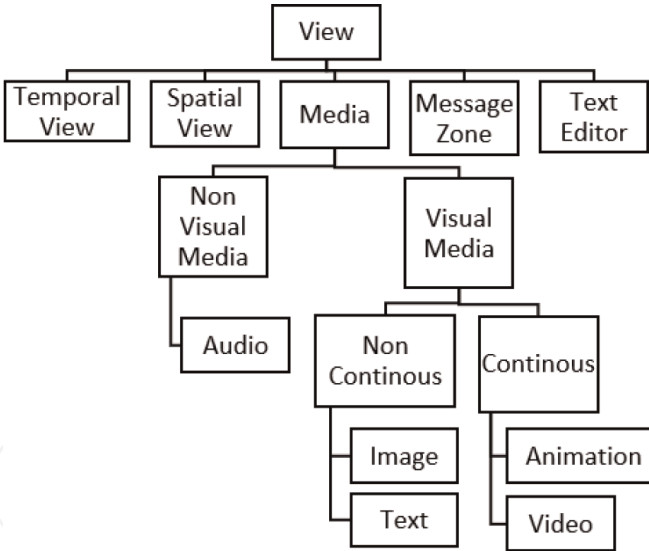 View
Temporal
View
Spatial
View
Media
Message
Zone
Text
Editor
Non
Visual
Media
Visual
Media
Audio
Non
Continous
Continous
Image
Text
Animation
Video